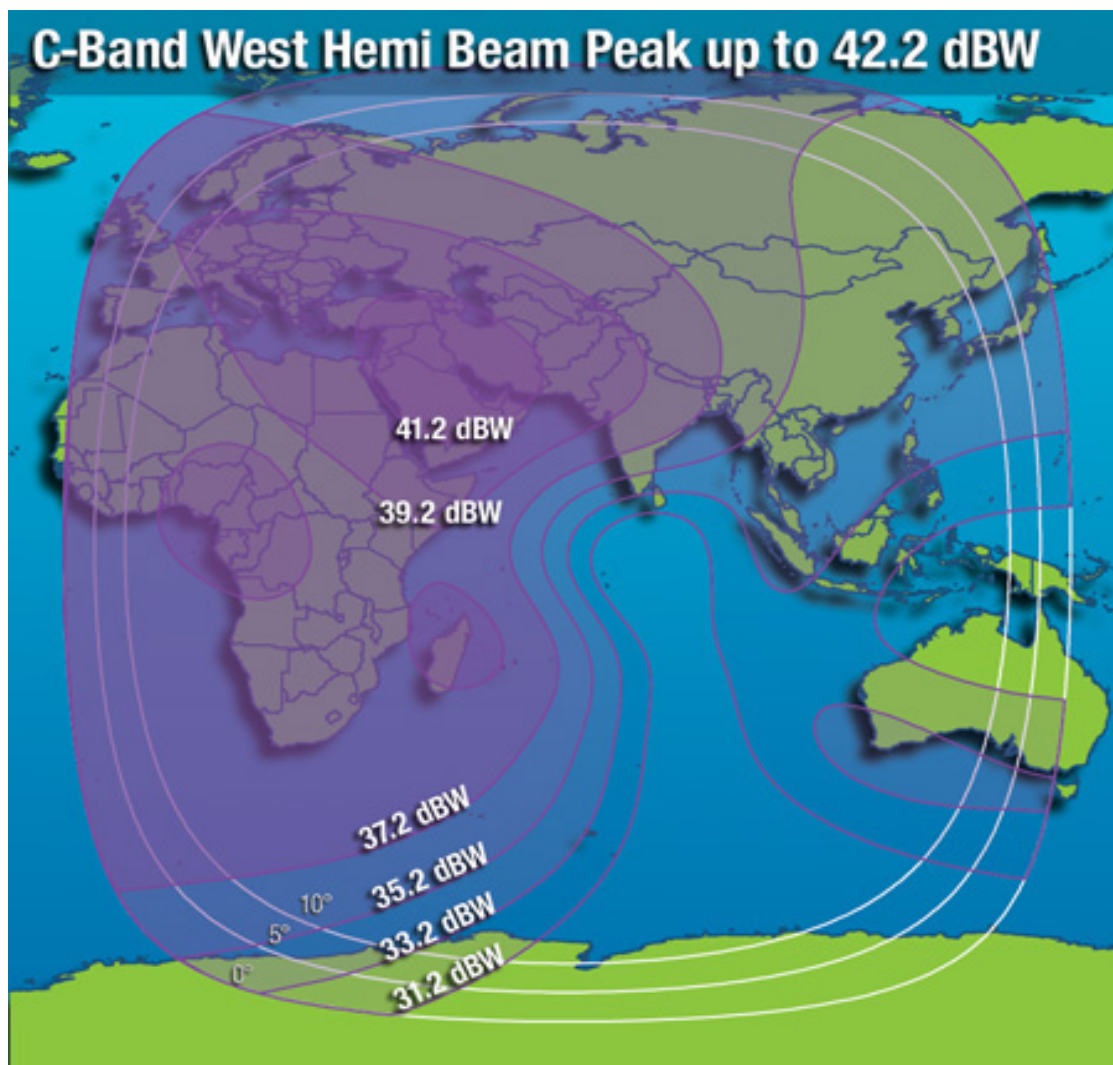 C-Band West Hemi Beam Peak up to 42.2 dBW
41.2 dBW
39.2 dBW
37.2 dBW
35.2 dBW
33.2 dBW
31.2 dBW
10°
5°
0°